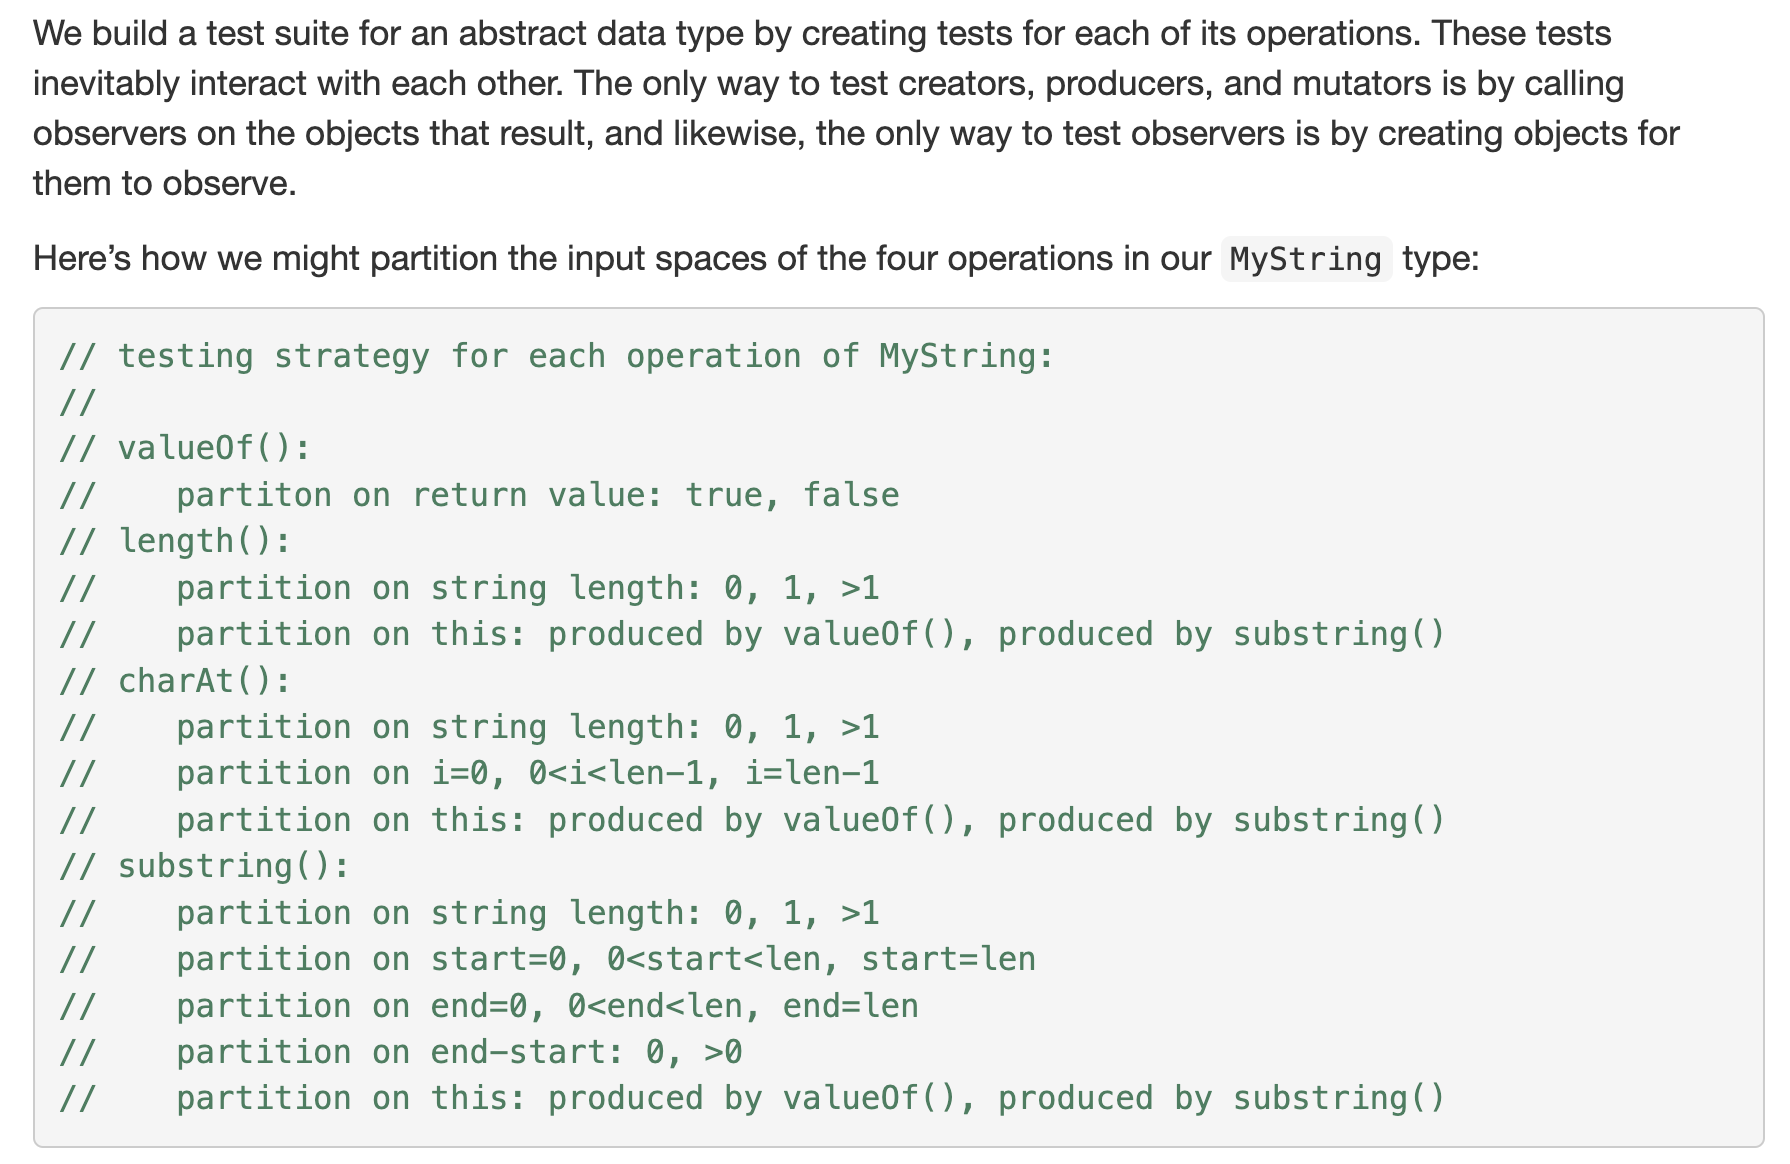 We build a test suite for an abstract data type by creating tests for each of its operations. These tests
inevitably interact with each other. The only way to test creators, producers, and mutators is by calling
observers on the objects that result, and likewise, the only way to test observers is by creating objects for
them to observe.
Here’s how we might partition the input spaces of the four operations in our MyString type:
// testing strategy for each operation of MyString:
//
// valueOf():
//    partiton on return value: true, false
// length():
//    partition on string length: 0, 1, >1
//    partition on this: produced by valueOf(), produced by substring()
// charAt():
//    partition on string length: 0, 1, >1
//    partition on i=0, 0<i<len-1, i=len-1
//    partition on this: produced by valueOf(), produced by substring()
// substring():
//    partition on string length: 0, 1, >1
//    partition on start=0, 0<start<len, start=len
//    partition on end=0, 0<end<len, end=len
//    partition on end-start: 0, >0
//    partition on this: produced by valueOf(), produced by substring()